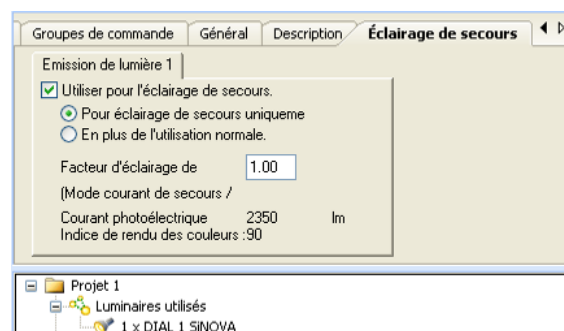 Groupes de commande Général Description Éclairage de secours
Emission de lumière 1
Utiliser pour l'éclairage de secours.
Pour éclairage de secours uniqueme
En plus de l'utilisation normale.
Facteur d'éclairage de 1.00
(Mode courant de secours /
Courant photoélectrique 2350 lm
Indice de rendu des couleurs :90
Projet 1
Luminaires utilisés
1 x DIAL 1 SiNOVA